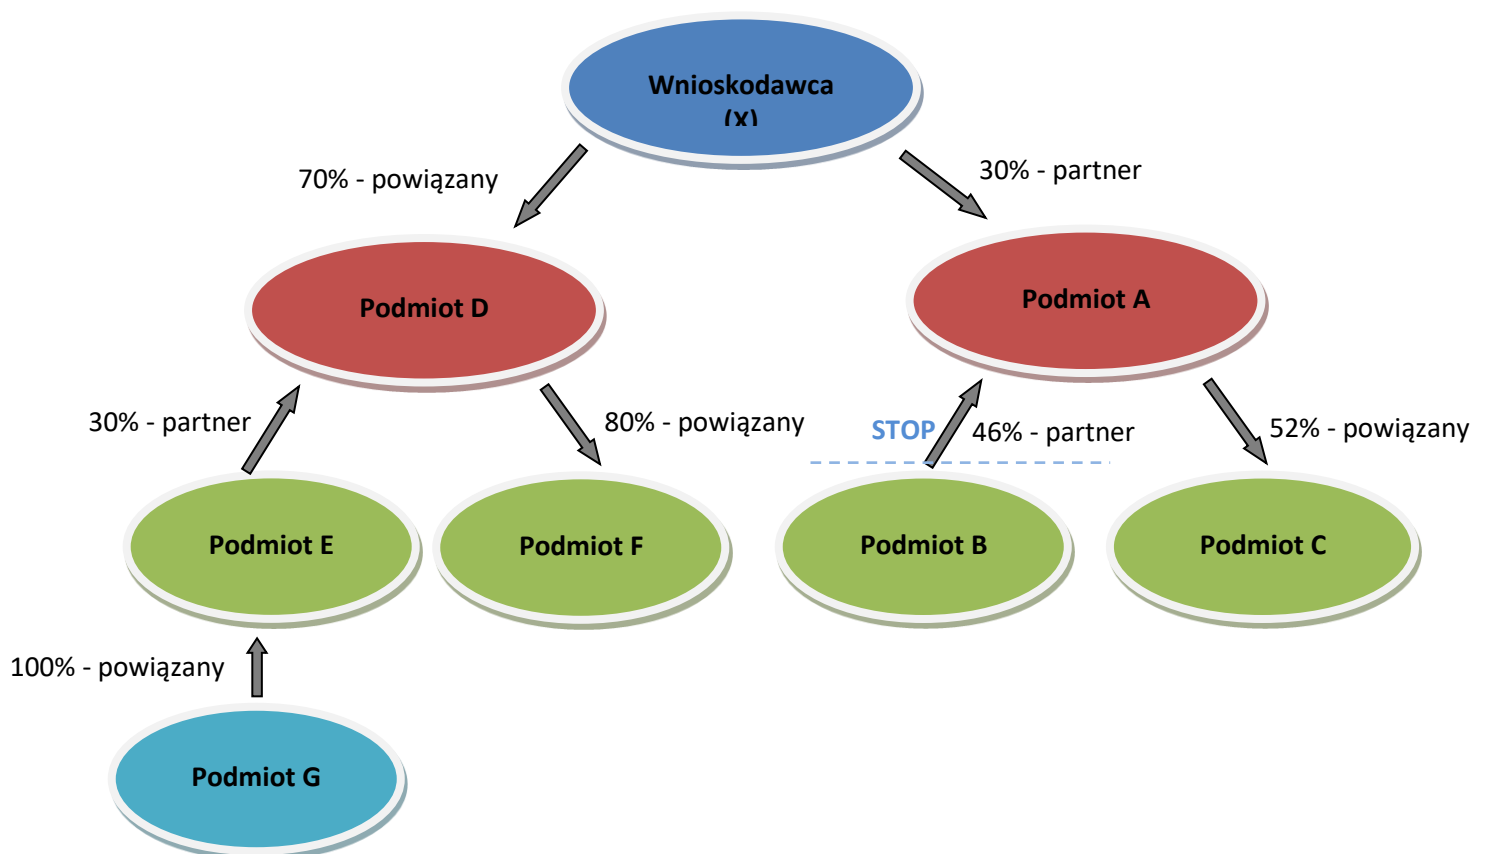 Wnioskodawca
(X)
70% - powiązany
30% - partner
Podmiot D
Podmiot A
30% - partner
80% - powiązany
STOP
46% - partner
52% - powiązany
Podmiot E
Podmiot F
Podmiot B
Podmiot C
100% - powiązany
Podmiot G